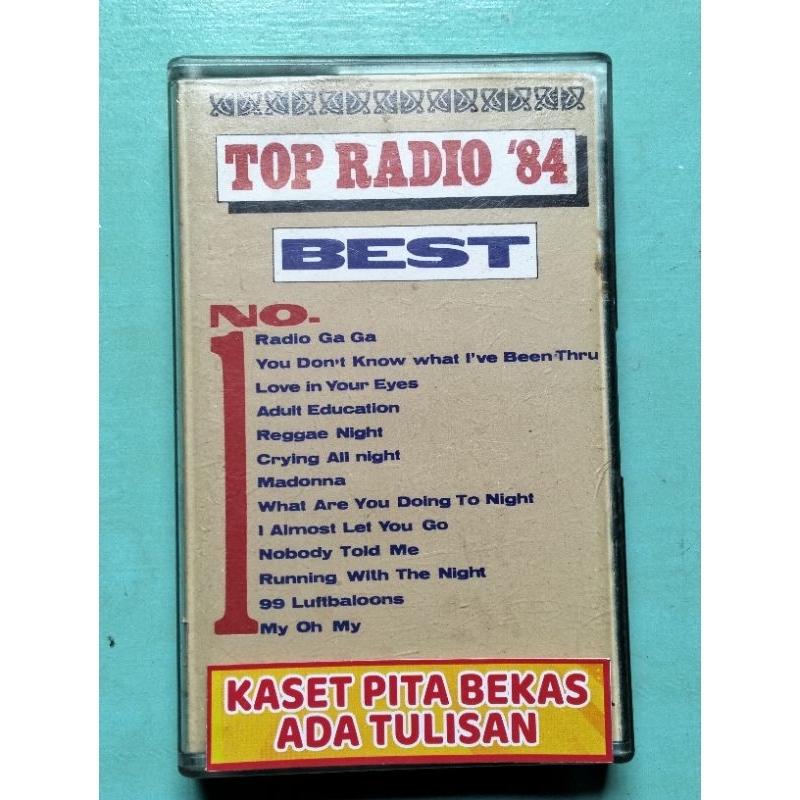 TOP RADIO '84
BEST
NO.
1
Radio Ga Ga
You Don't Know what I've Been Thru
Love in Your Eyes
Adult Education
Reggae Night
Crying All night
Madonna
What Are You Doing To Night
I Almost Let You Go
Nobody Told Me
Running With The Night
99 Luftbaloons
My Oh My
KASET PITA BEKAS
ADA TULISAN